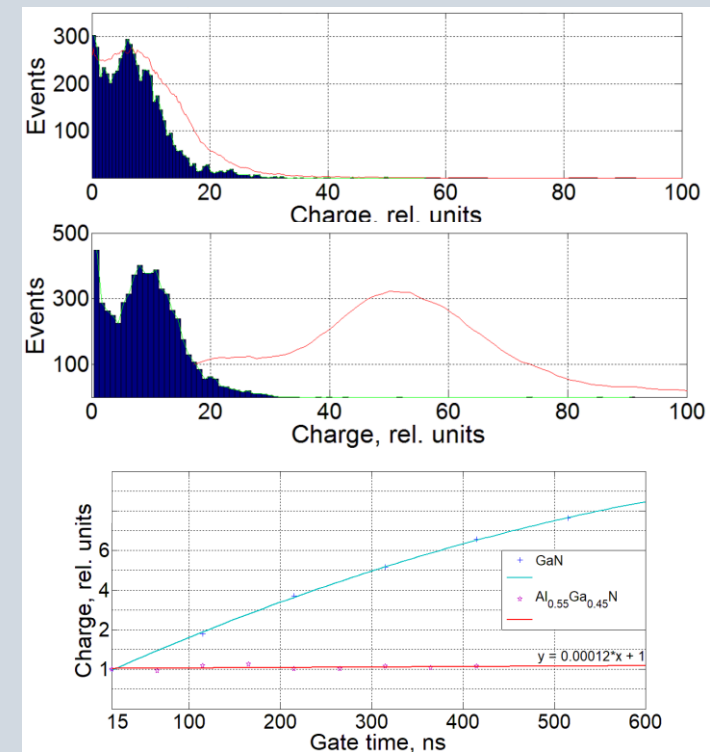 300
200
100
Events
0 20 40 60 80 100
Charge, rel. units
500
300
100
Events
0 20 40 60 80 100
Charge, rel. units
6
4
2
1
Charge, rel. units
GaN
Al0.55Ga0.45N
y = 0.00012*x + 1
15 100 200 300 400 500 600
Gate time, ns